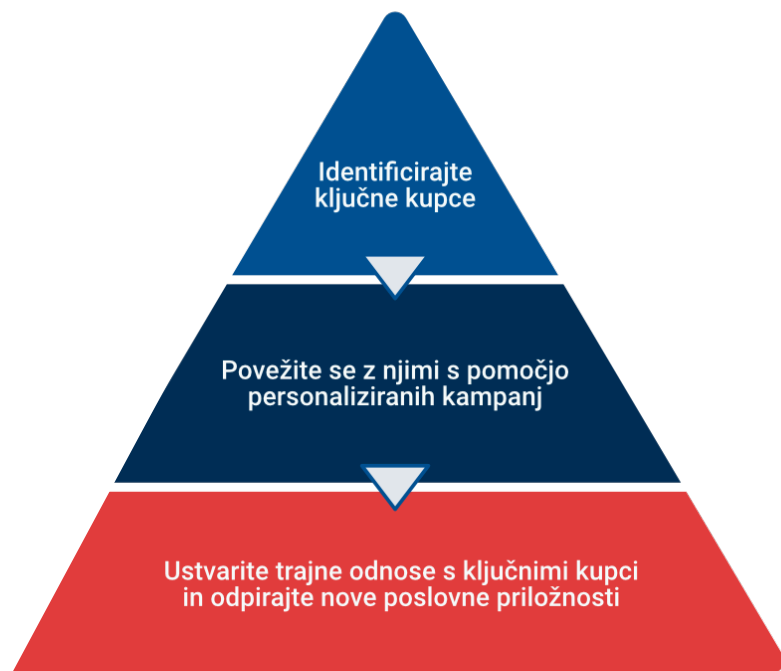 Identificirajte
ključne kupce
Povežite se z njimi s pomočjo
personaliziranih kampanj
Ustvarite trajne odnose s ključnimi kupci
in odpirajte nove poslovne priložnosti